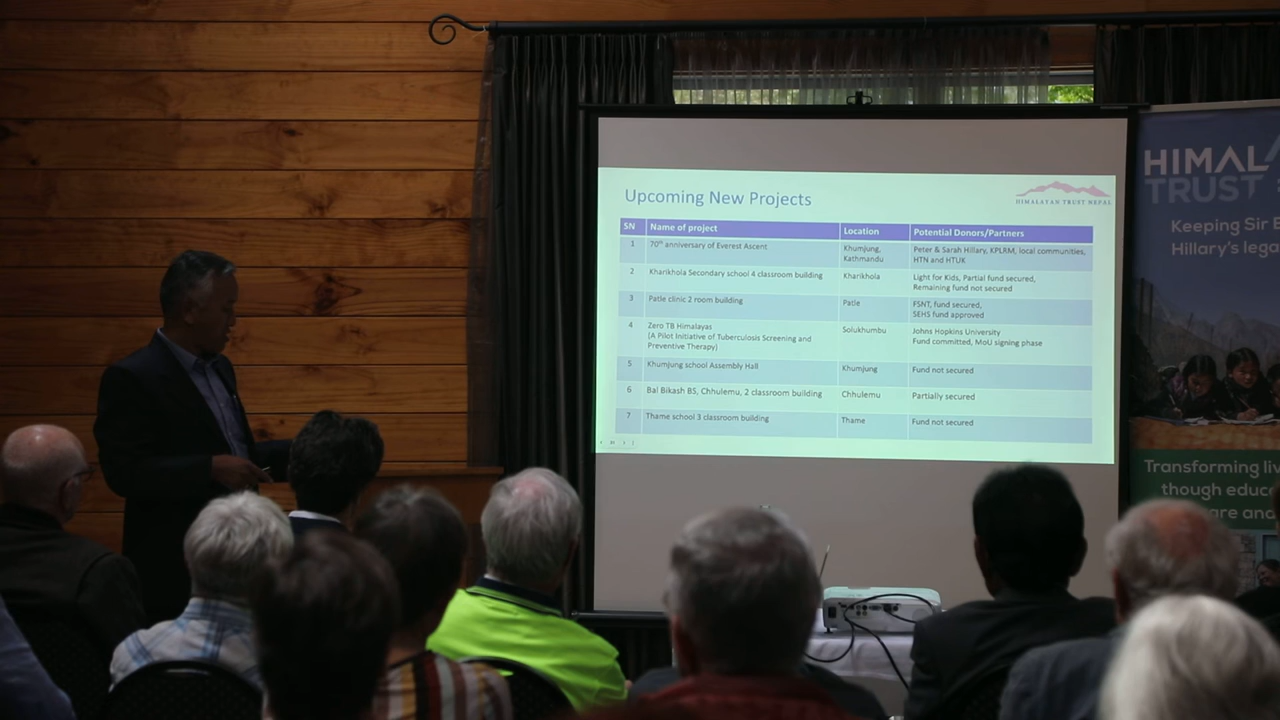 Upcoming New Projects
HIMALAYAN TRUST NEPAL
SN Name of project Location Potential Donors/Partners
1 70th anniversary of Everest Ascent Khumjung, Kathmandu Peter & Sarah Hillary, KPLRM, local communities, HTN and HTUK
2 Kharikhola Secondary school 4 classroom building Kharikhola Light for Kids, Partial fund secured, Remaining fund not secured
3 Patle clinic 2 room building Patle FSNT, fund secured, SEHS fund approved
4 Zero TB Himalayas (A Pilot Initiative of Tuberculosis Screening and Preventive Therapy) Solukhumbu Johns Hopkins University Fund committed, MoU signing phase
5 Khumjung school Assembly Hall Khumjung Fund not secured
6 Bal Bikash BS, Chhulemu, 2 classroom building Chhulemu Partially secured
7 Thame school 3 classroom building Thame Fund not secured
HIMAL
TRUST
Keeping Sir E
Hillary's lega
Transforming liv
though educa
are and